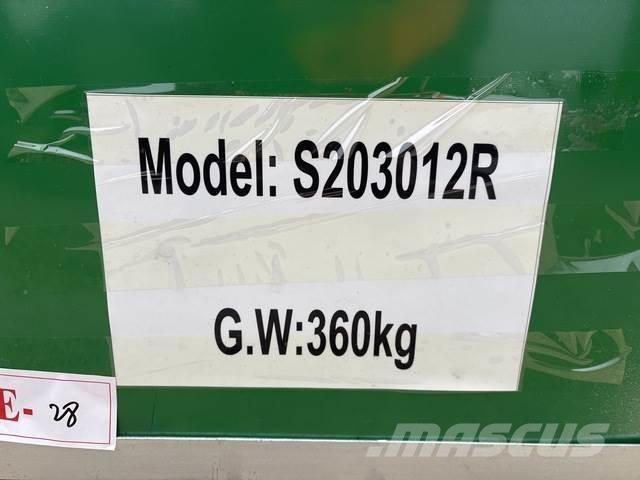 Model: S203012R
G.W:360kg
E- 28
MASCUS